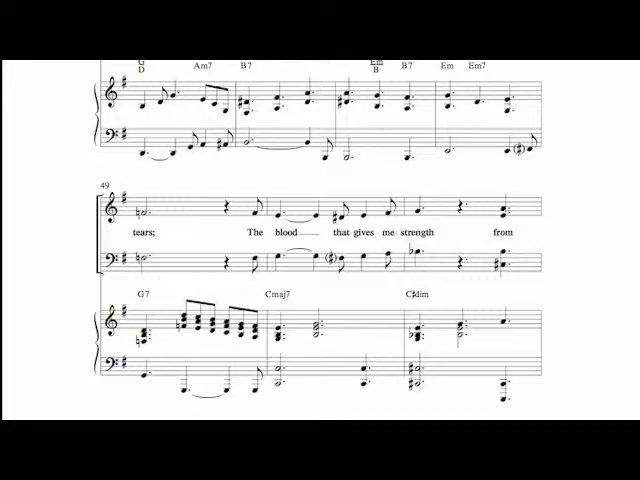 G Em
D Am7 B7 B B7 Em Em7
49
tears; The blood that gives me strength from
G7 Cmaj7 C♯dim